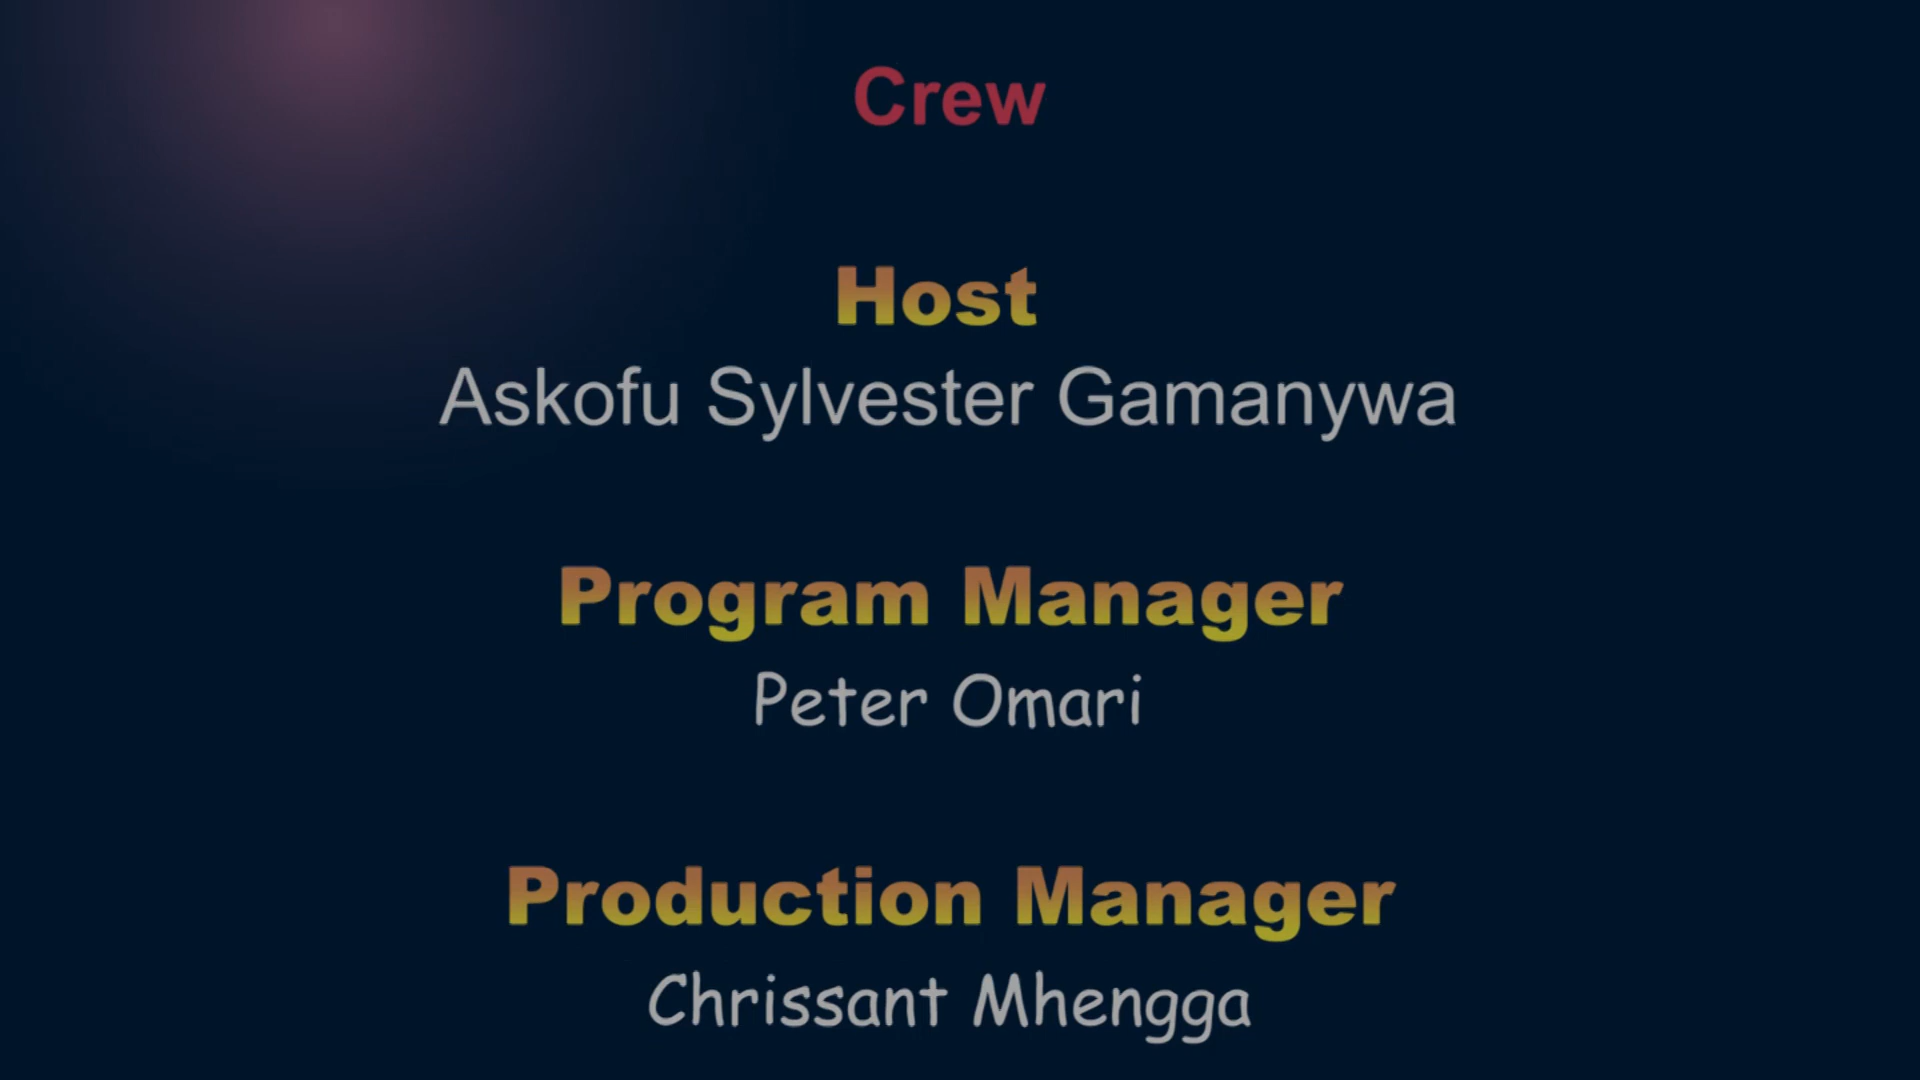 Crew
Host
Askofu Sylvester Gamanywa
Program Manager
Peter Omari
Production Manager
Chrissant Mhengga